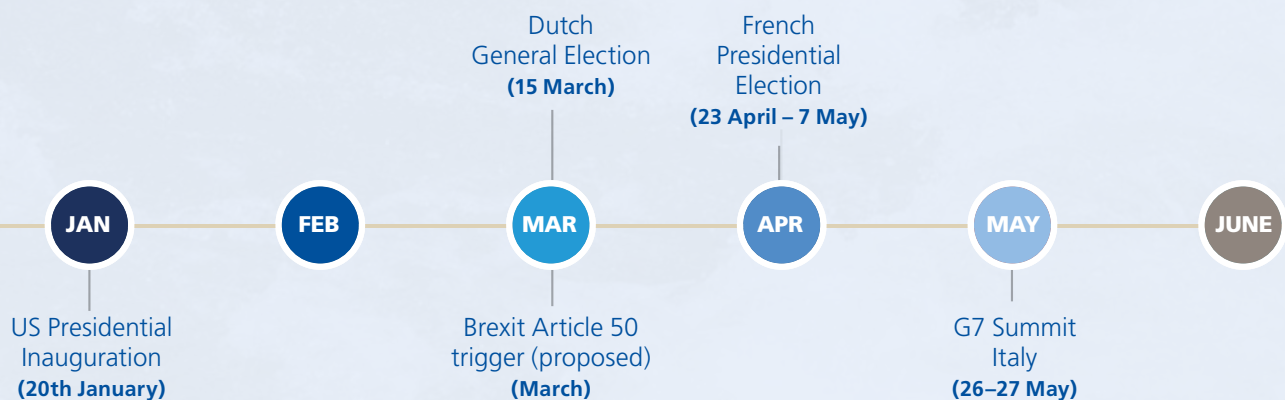 Dutch
General Election
(15 March)
French
Presidential
Election
(23 April – 7 May)
JAN
FEB
MAR
APR
MAY
JUNE
US Presidential
Inauguration
(20th January)
Brexit Article 50
trigger (proposed)
(March)
G7 Summit
Italy
(26–27 May)